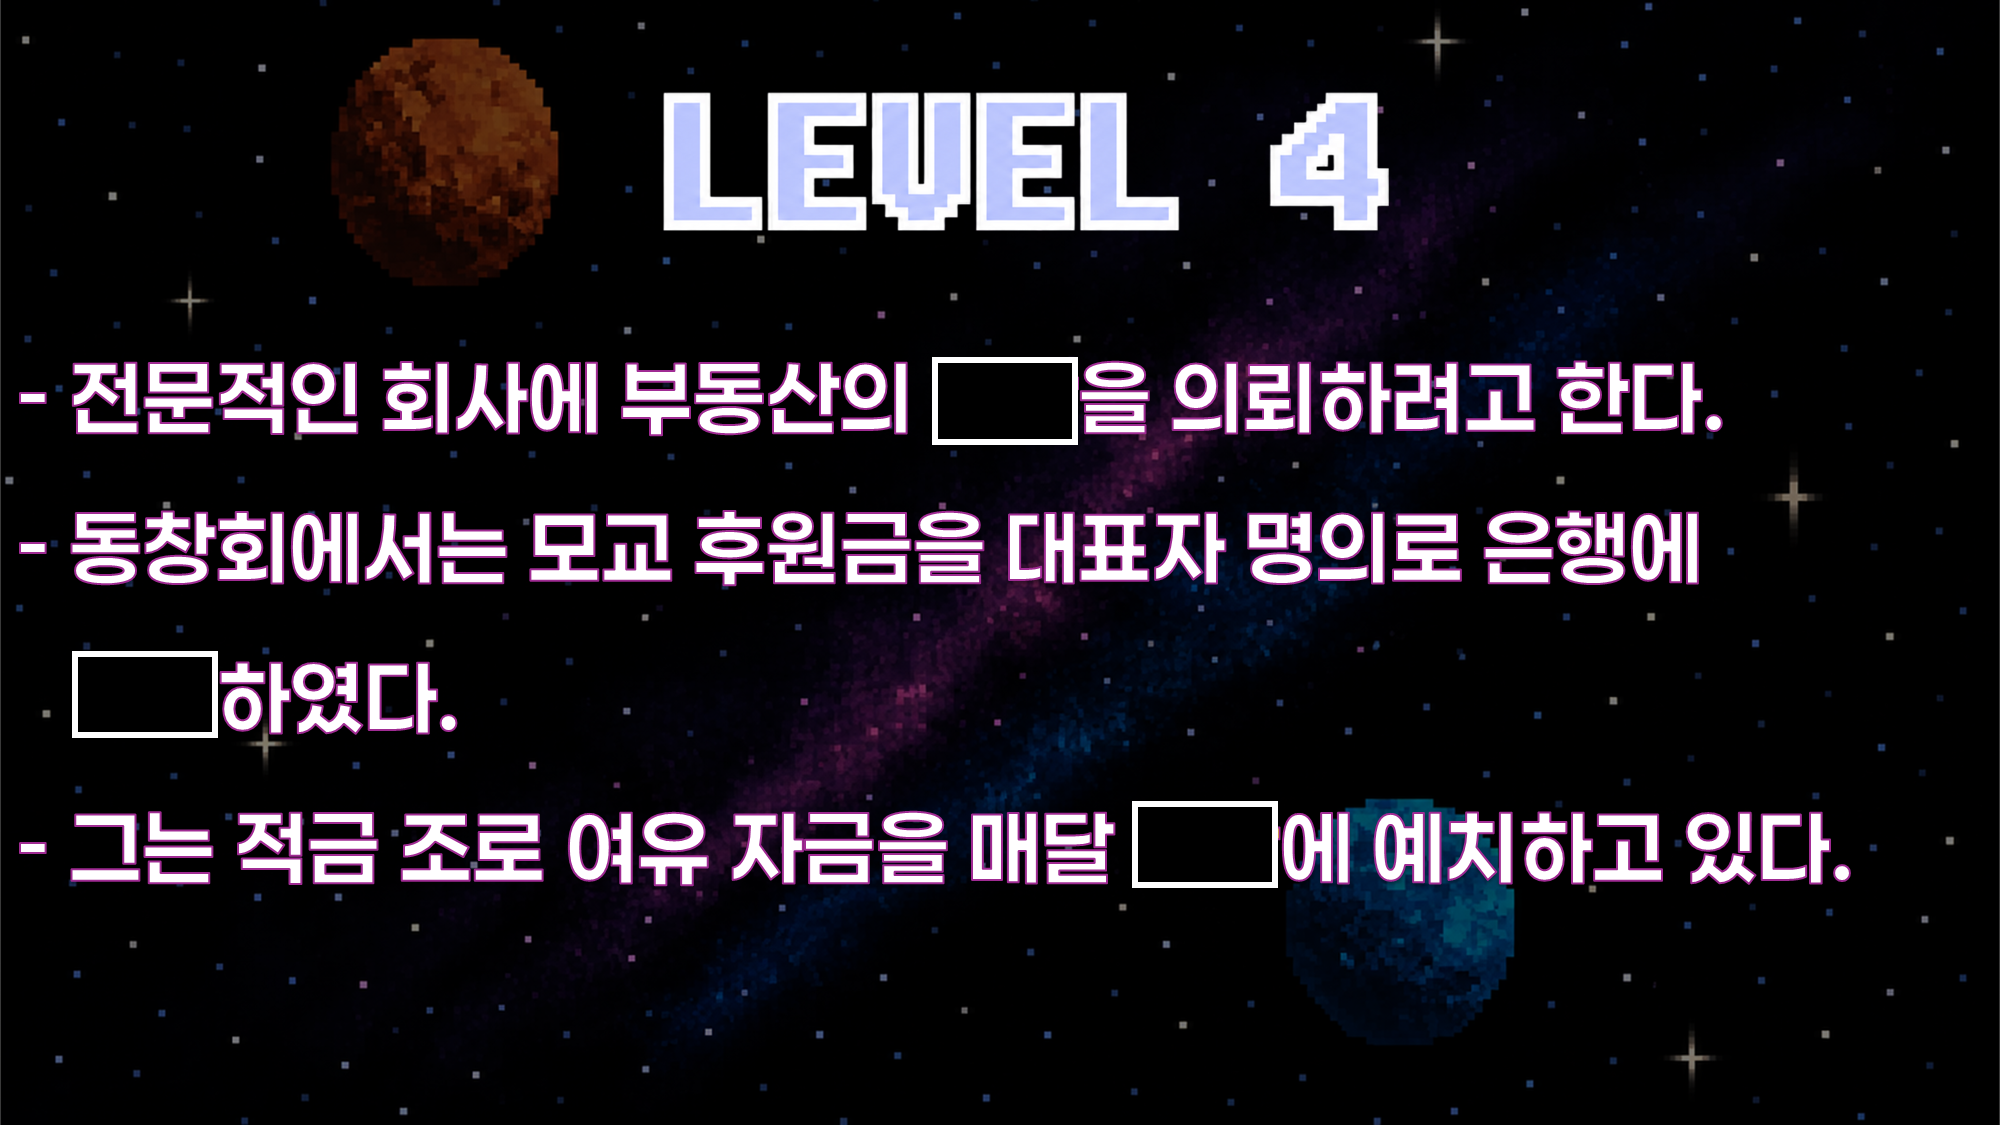 LEVEL 4
- 전문적인 회사에 부동산의 을 의뢰하려고 한다.
- 동창회에서는 모교 후원금을 대표자 명의로 은행에
하였다.
- 그는 적금 조로 여유 자금을 매달 에 예치하고 있다.